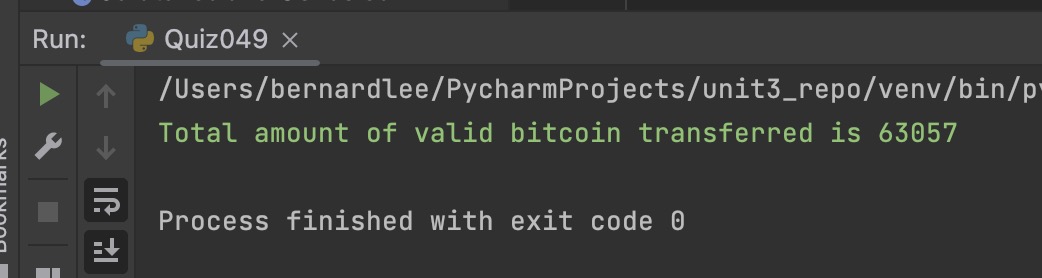 Run: Quiz049
/Users/bernardlee/PycharmProjects/unit3_repo/venv/bin/py
Total amount of valid bitcoin transferred is 63057
Process finished with exit code 0
Bookmarks